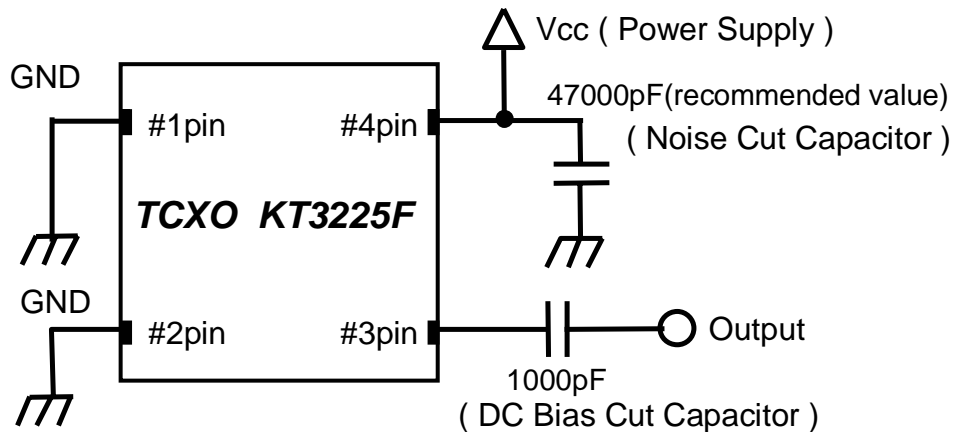 Vcc ( Power Supply )
GND
47000pF(recommended value)
( Noise Cut Capacitor )
#1pin
#4pin
TCXO KT3225F
GND
#2pin
#3pin
Output
1000pF
( DC Bias Cut Capacitor )